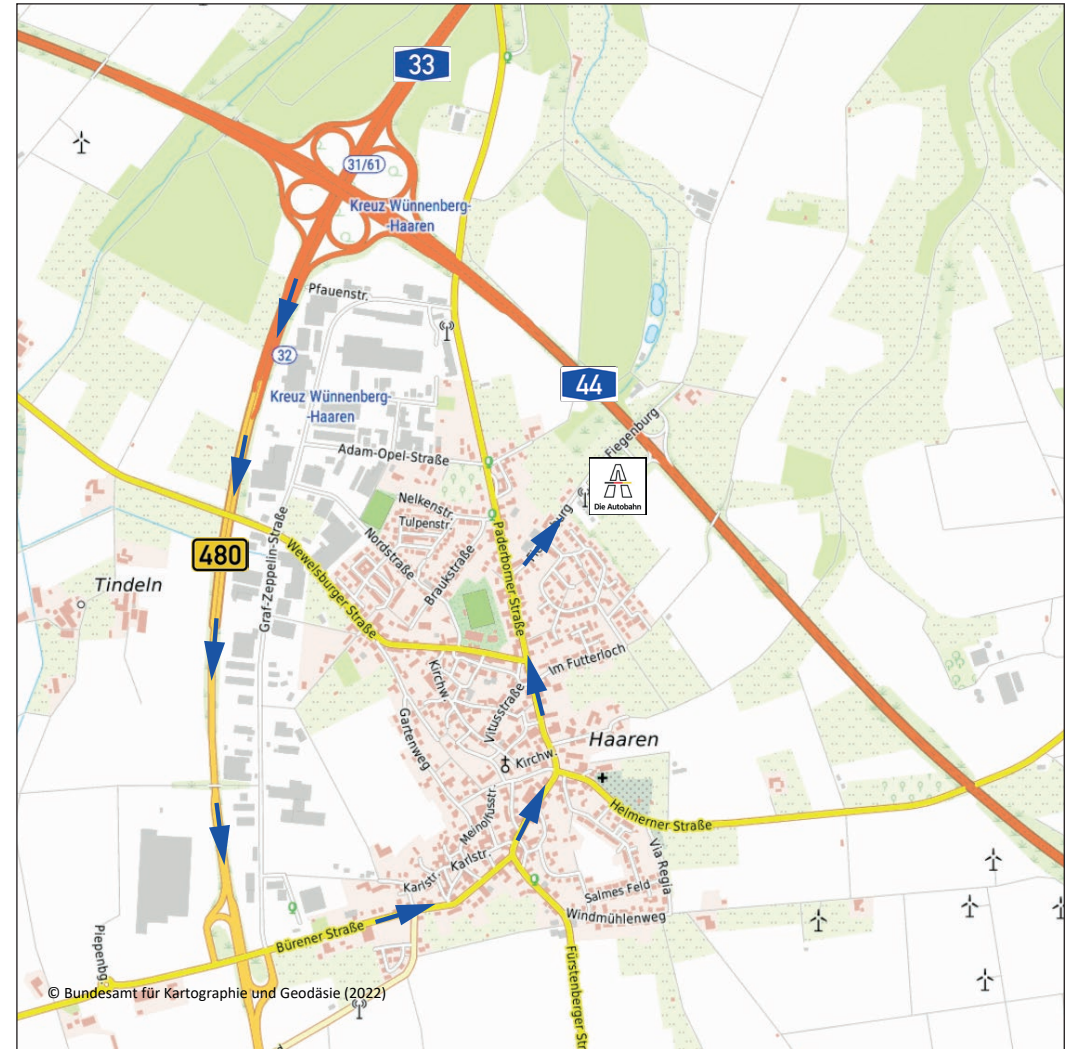 33
31/61
Kreuz Wünnenberg-
-Haaren
Pfauenstr.
32
Kreuz Wünnenberg-
-Haaren
44
Adam-Opel-Straße
Fiegenburg
Die Autobahn
Nelkenstr.
Tulpenstr.
Nordstraße
Braukstraße
Paderborner Straße
480
Graf-Zeppelin-Straße
Wewelsburger Straße
Tindeln
Im Futterloch
Kirchw.
Vitusstraße
Gartenweg
Haaren
Kirchw.
Meinolfusstr.
Helmerner Straße
Karlstr.
Karlstr.
Via Regia
Salmes Feld
Windmühlenweg
Bürener Straße
Piepenbg.
Fürstenberger Str
© Bundesamt für Kartographie und Geodäsie (2022)